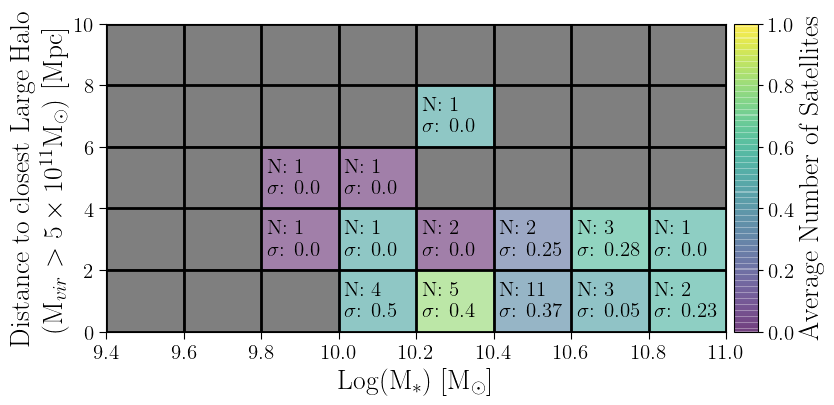 Distance to closest Large Halo
(M_{vir} > 5 × 10^{11}M_⊙) [Mpc]
10
8
6
4
2
0
N: 1
σ: 0.0
N: 1
σ: 0.0
N: 1
σ: 0.0
N: 1
σ: 0.0
N: 1
σ: 0.0
N: 2
σ: 0.0
N: 2
σ: 0.25
N: 3
σ: 0.28
N: 1
σ: 0.0
N: 4
σ: 0.5
N: 5
σ: 0.4
N: 11
σ: 0.37
N: 3
σ: 0.05
N: 2
σ: 0.23
9.4 9.6 9.8 10.0 10.2 10.4 10.6 10.8 11.0
Log(M_*) [M_⊙]
1.0
0.8
0.6
0.4
0.2
0.0
Average Number of Satellites